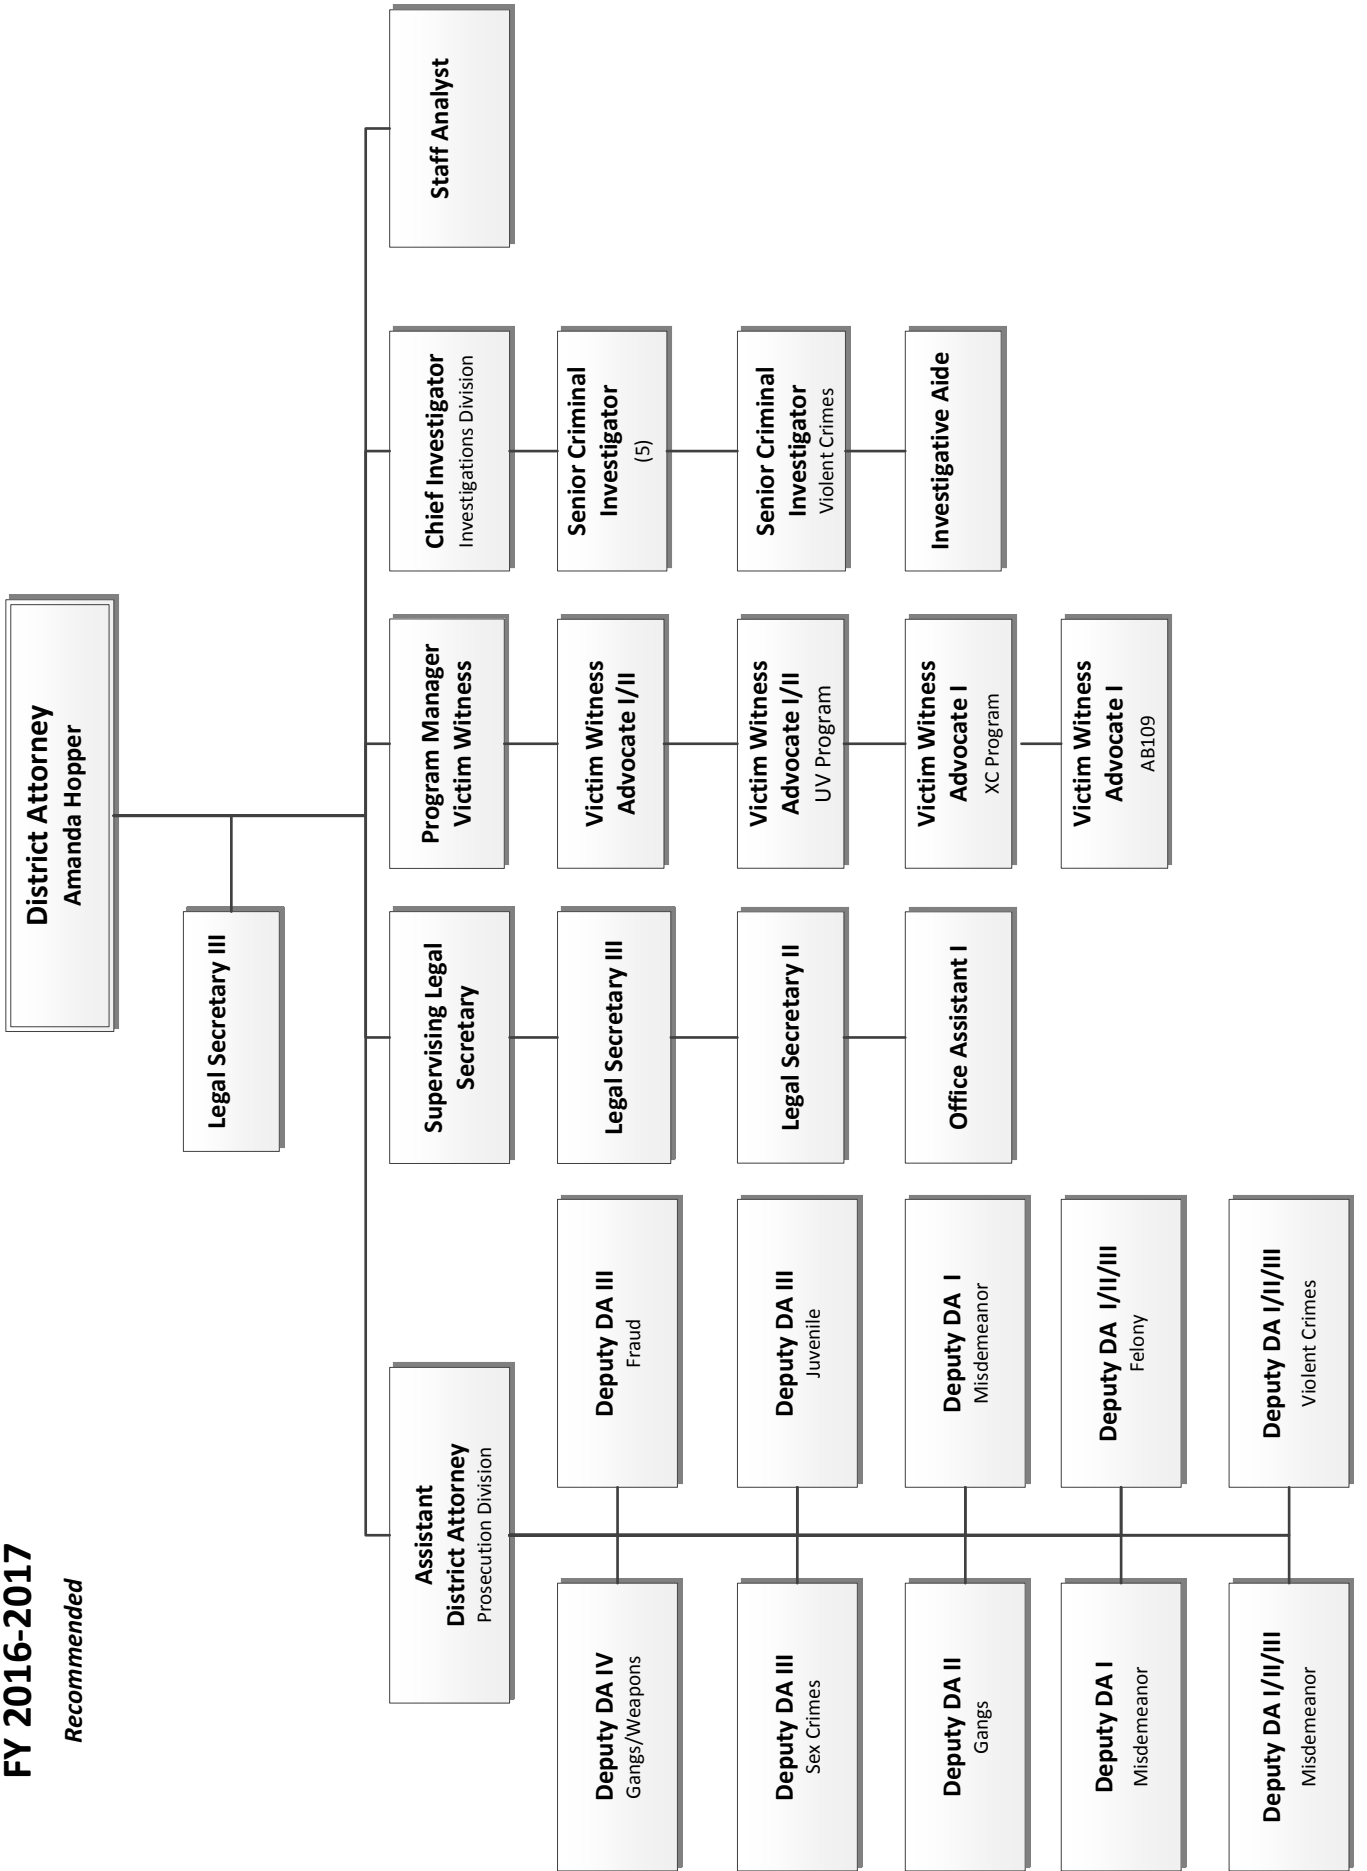 FY 2016-2017
Recommended
District Attorney
Amanda Hopper
Legal Secretary III
Assistant
District Attorney
Prosecution Division
Supervising Legal
Secretary
Program Manager
Victim Witness
Chief Investigator
Investigations Division
Staff Analyst
Deputy DA IV
Gangs/Weapons
Deputy DA III
Fraud
Legal Secretary III
Victim Witness
Advocate I/II
Senior Criminal
Investigator
(5)
Deputy DA III
Sex Crimes
Deputy DA III
Juvenile
Legal Secretary II
Victim Witness
Advocate I/II
UV Program
Senior Criminal
Investigator
Violent Crimes
Deputy DA II
Gangs
Deputy DA I
Misdemeanor
Office Assistant I
Victim Witness
Advocate I
XC Program
Investigative Aide
Deputy DA I
Misdemeanor
Deputy DA I/II/III
Felony
Victim Witness
Advocate I
AB109
Deputy DA I/II/III
Misdemeanor
Deputy DA I/II/III
Violent Crimes